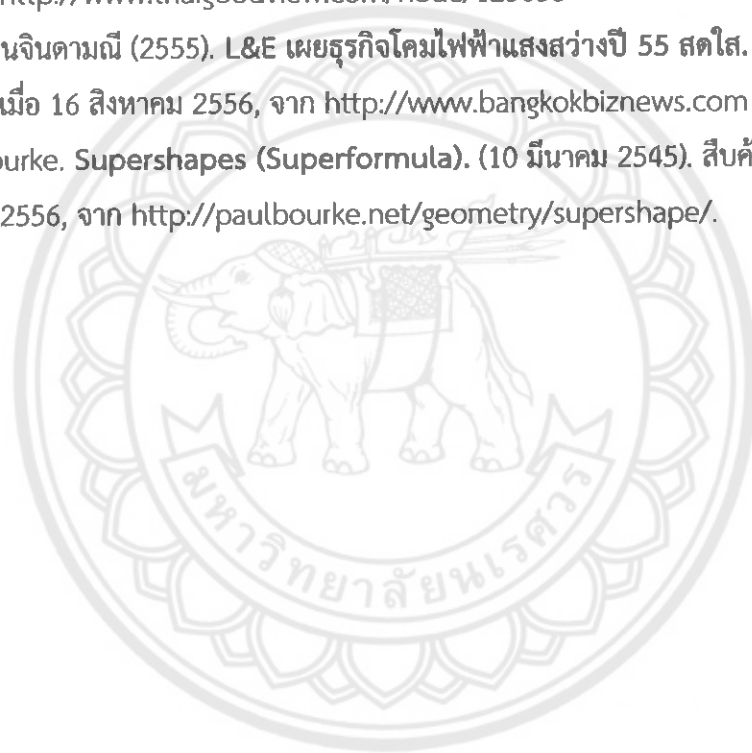 นจินดามณี (2555). L&E เผยธุรกิจโคมไฟฟ้าแสงสว่างปี 55 สดใส.
เมื่อ 16 สิงหาคม 2556, จาก http://www.bangkokbiznews.com
urke. Supershapes (Superformula). (10 มีนาคม 2545). สืบค้
2556, จาก http://paulbourke.net/geometry/supershape/.
มหาวิทยาลัยนเรศวร